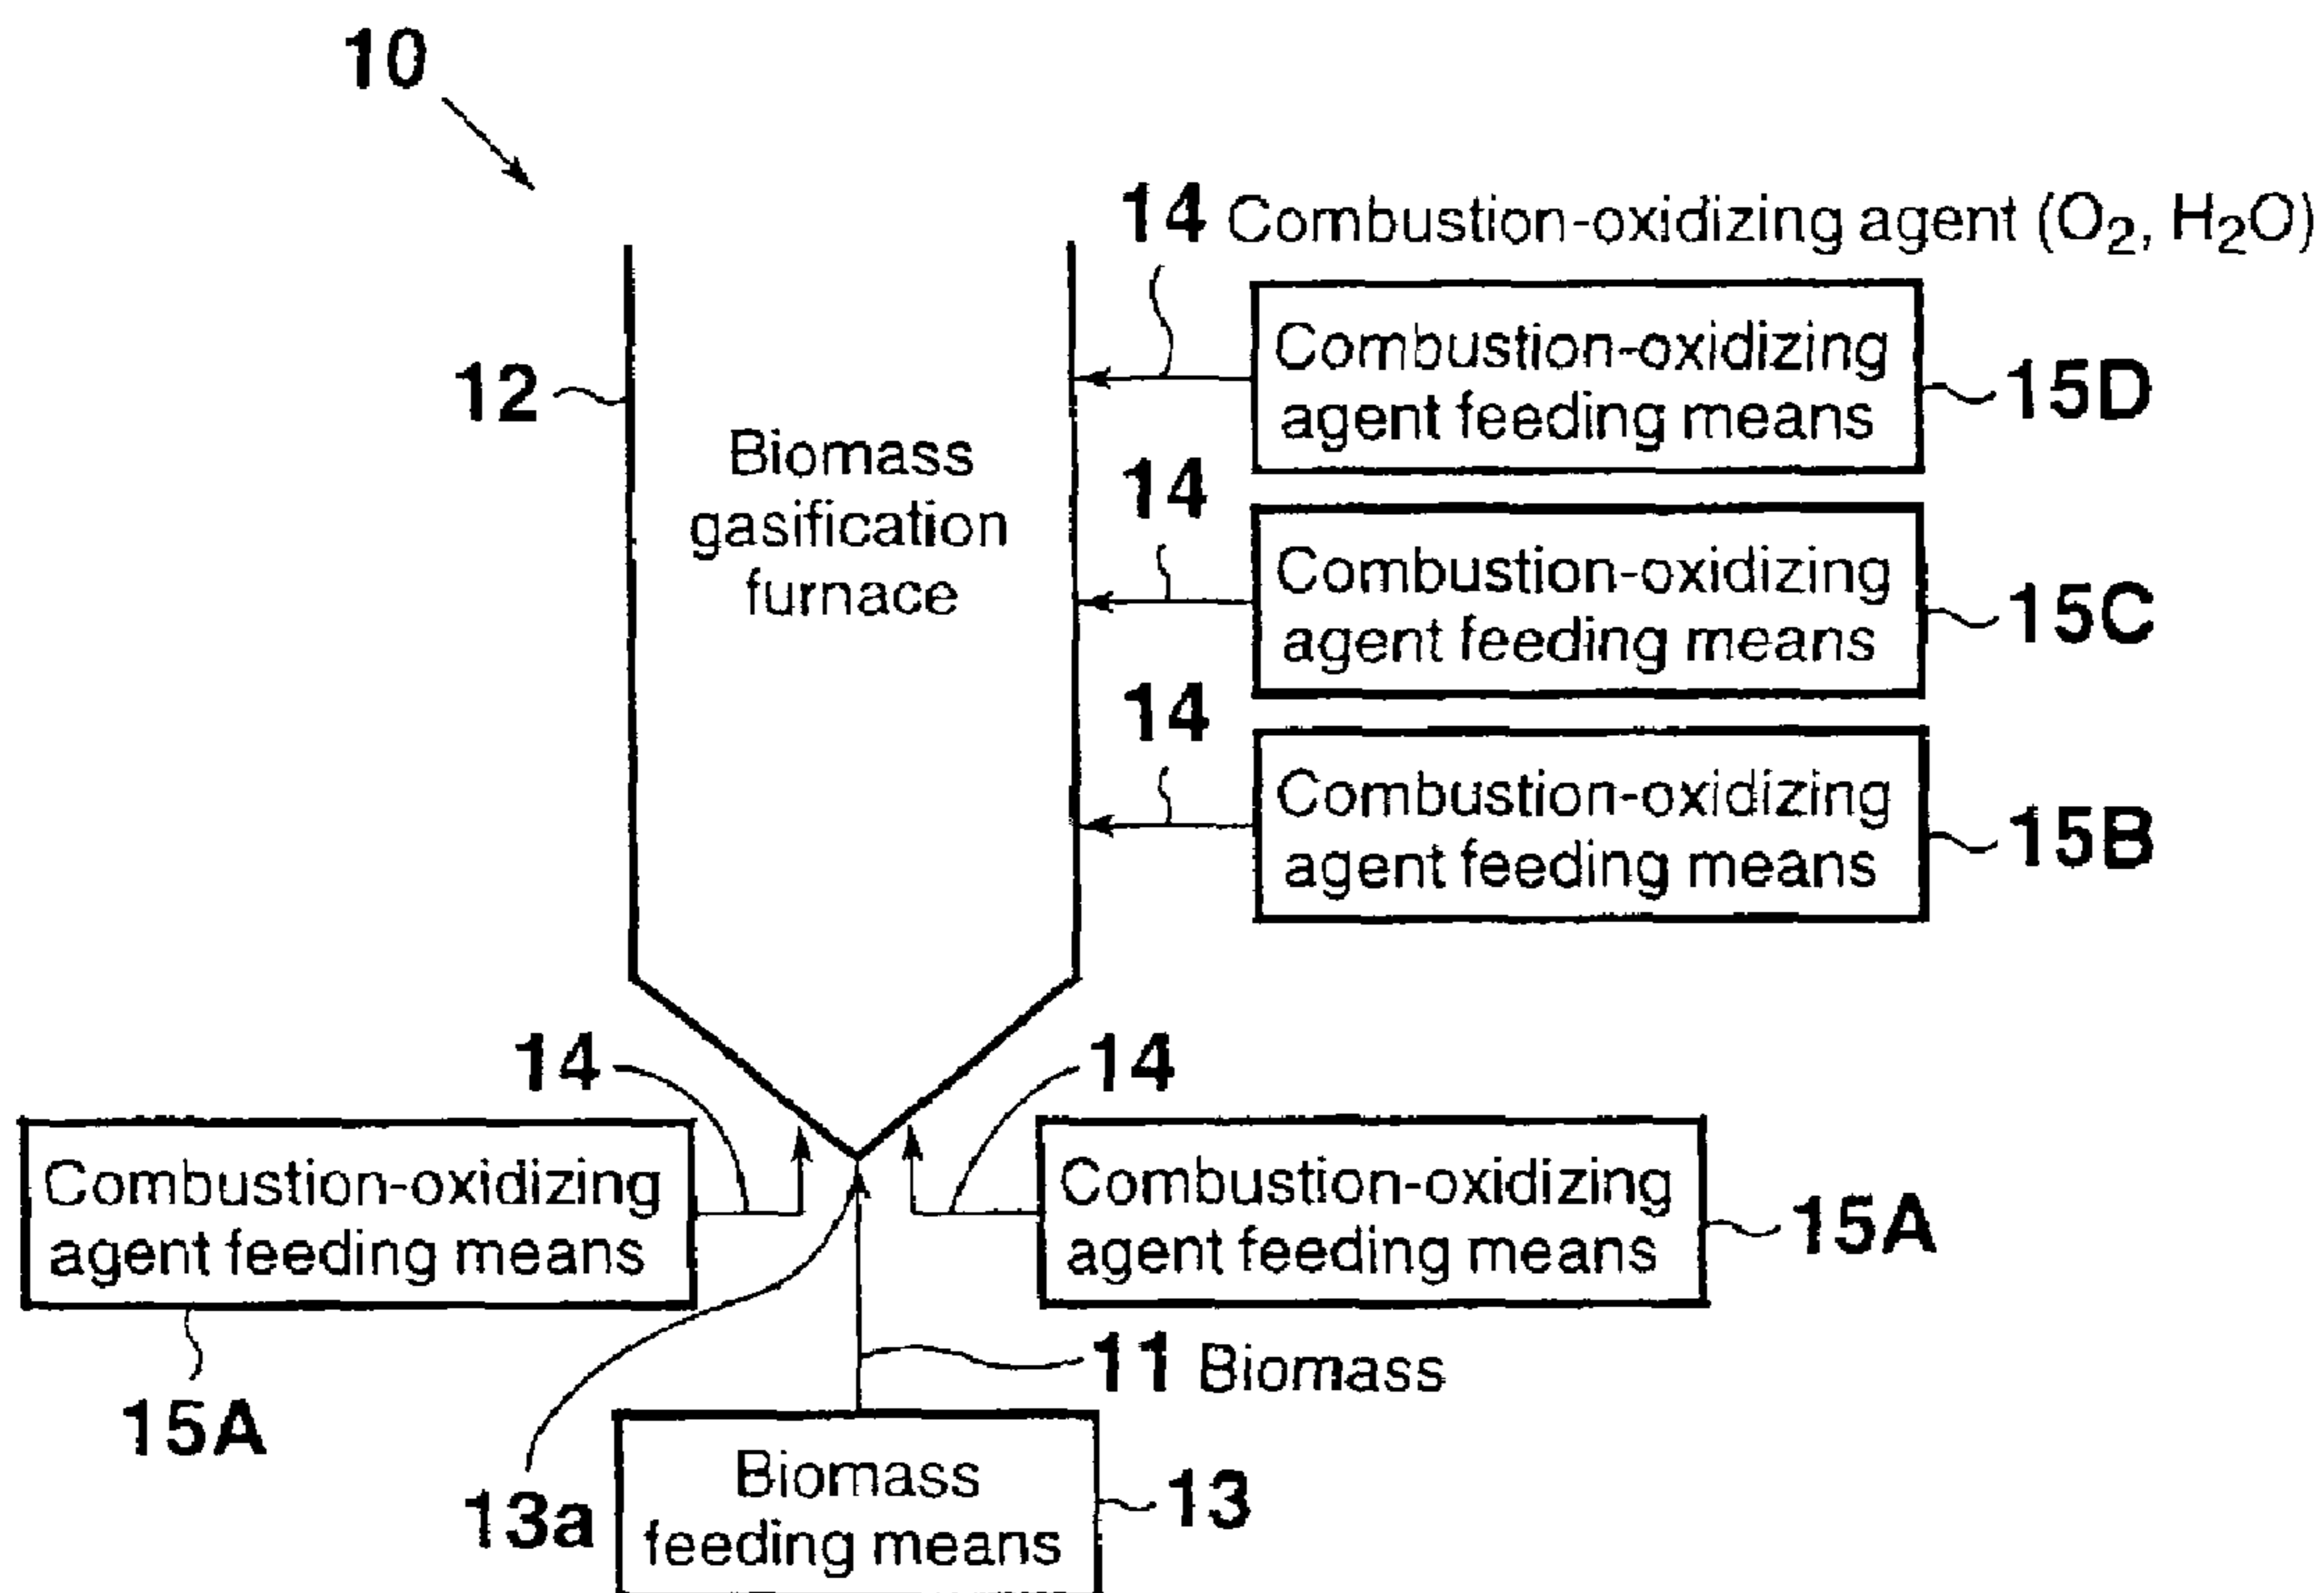 10
14 Combustion-oxidizing agent (O₂, H₂O)
Combustion-oxidizing
agent feeding means
15D
12
Biomass
gasification
furnace
14
Combustion-oxidizing
agent feeding means
15C
14
Combustion-oxidizing
agent feeding means
15B
14
14
Combustion-oxidizing
agent feeding means
Combustion-oxidizing
agent feeding means
15A
11 Biomass
15A
13a
Biomass
feeding means
13